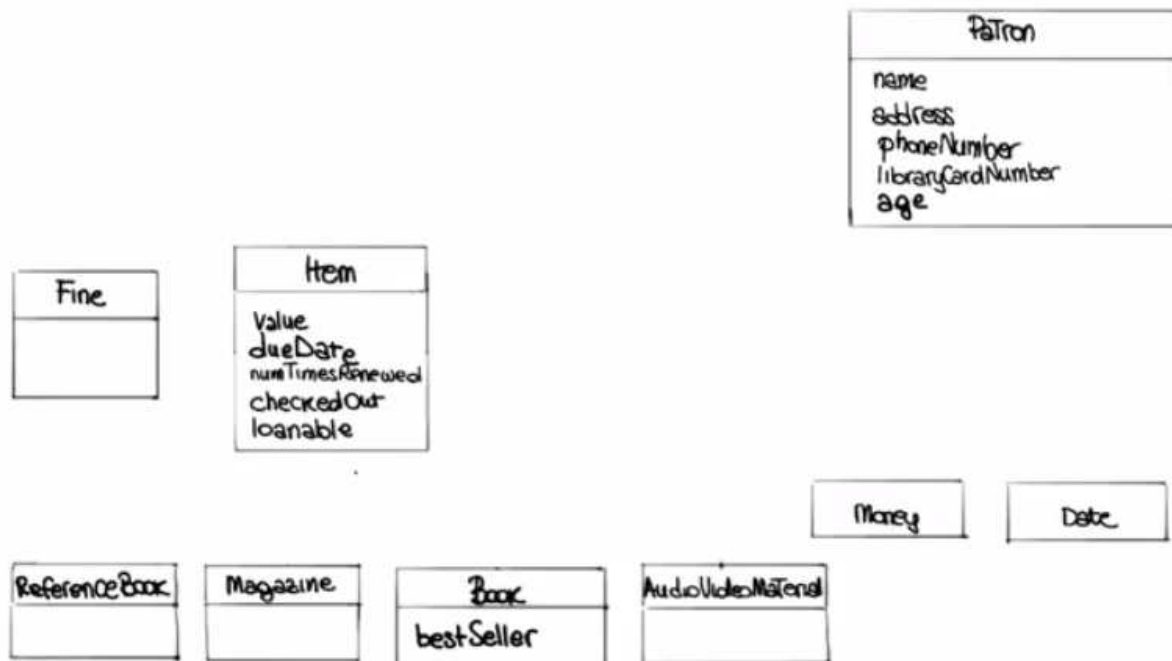 Patron
name
address
phoneNumber
libraryCardNumber
age
Fine
Item
value
dueDate
numTimesRenewed
checkedOut
loanable
Money
Date
ReferenceBook
Magazine
Book
bestSeller
AudioVideoMaterial